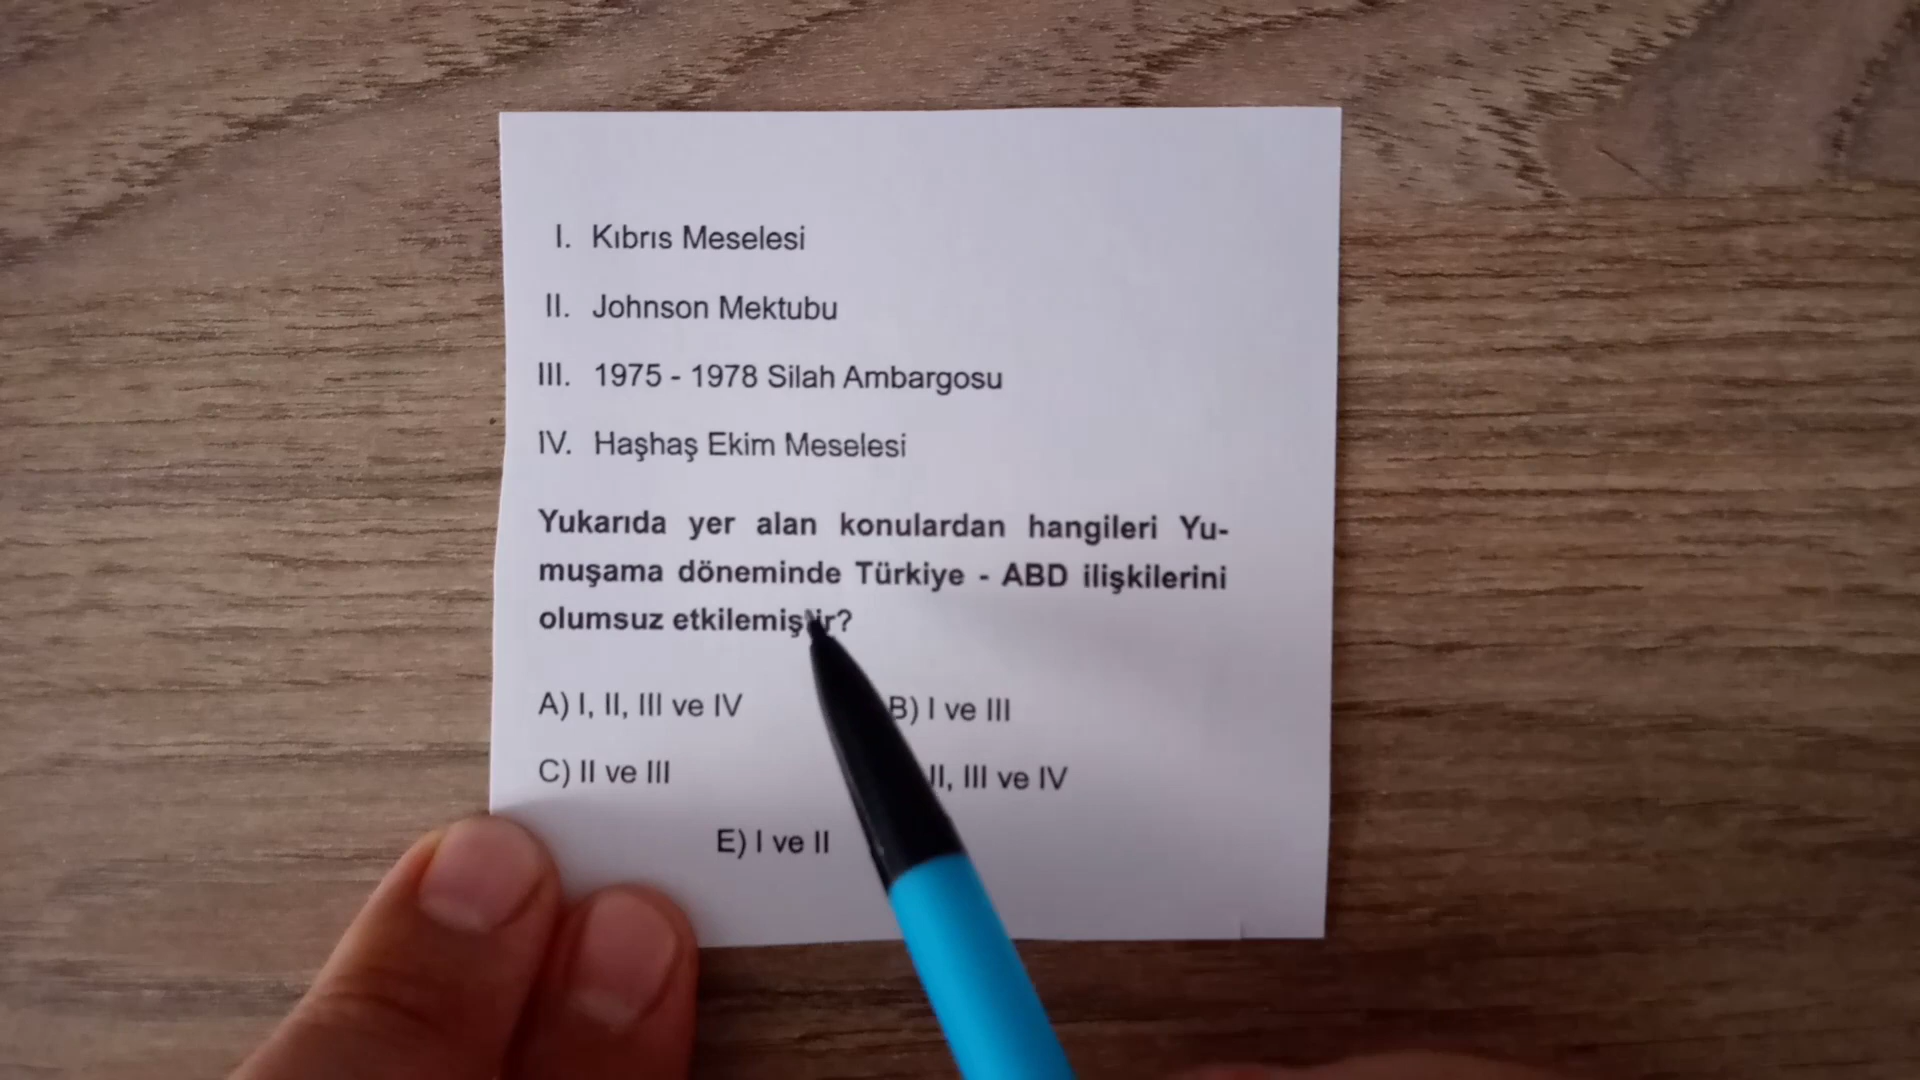 I. Kıbrıs Meselesi
II. Johnson Mektubu
III. 1975 - 1978 Silah Ambargosu
IV. Haşhaş Ekim Meselesi
Yukarıda yer alan konulardan hangileri Yu-
muşama döneminde Türkiye - ABD ilişkilerini
olumsuz etkilemiştir?
A) I, II, III ve IV B) I ve III
C) II ve III II, III ve IV
E) I ve II